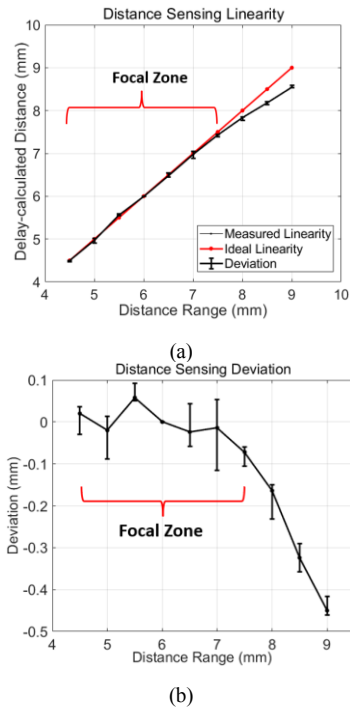 Distance Sensing Linearity
Delay-calculated Distance (mm)
10
9
8
7
6
5
4
Focal Zone
Measured Linearity
Ideal Linearity
Deviation
4 5 6 7 8 9 10
Distance Range (mm)
(a)
Distance Sensing Deviation
Deviation (mm)
0.1
0
-0.1
-0.2
-0.3
-0.4
-0.5
Focal Zone
4 5 6 7 8 9
Distance Range (mm)
(b)